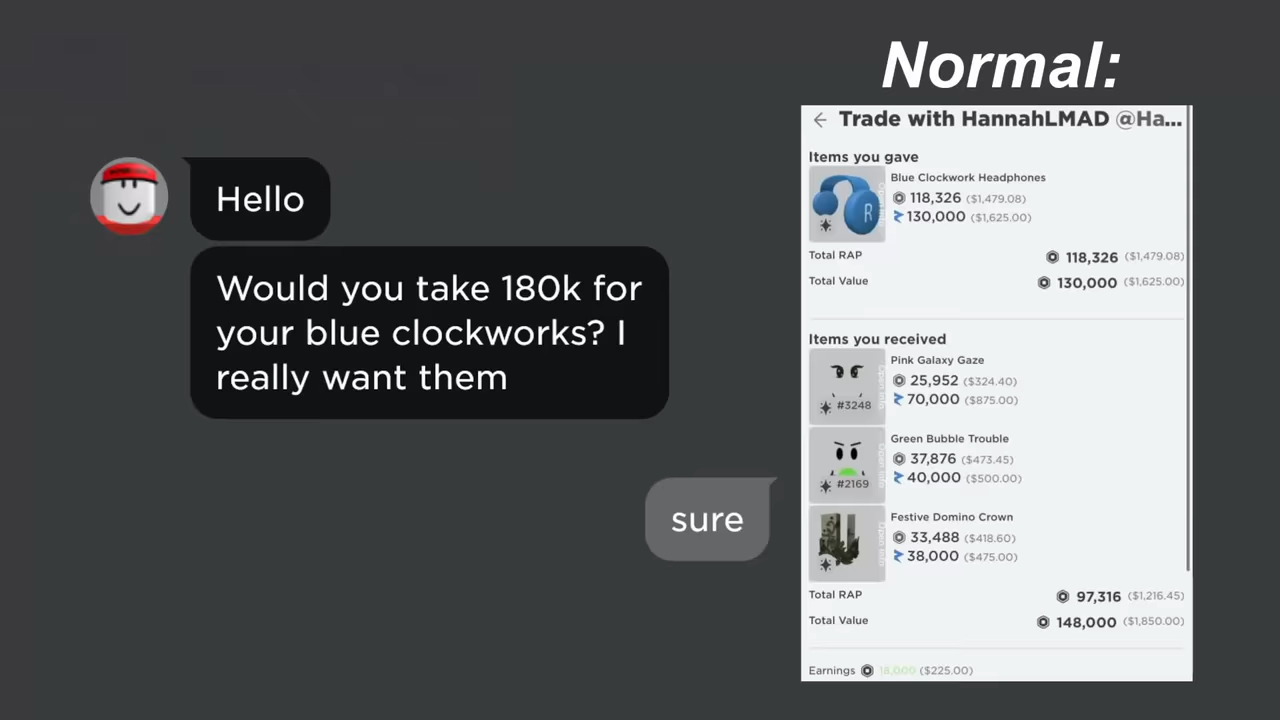 Normal:
Hello
Would you take 180k for
your blue clockworks? I
really want them
sure
Trade with HannahLMAD @Ha...
Items you gave
Blue Clockwork Headphones
118,326 ($1,479.08)
130,000 ($1,625.00)
Total RAP 118,326 ($1,479.08)
Total Value 130,000 ($1,625.00)
Items you received
Pink Galaxy Gaze
25,952 ($324.40)
#3248
70,000 ($875.00)
Green Bubble Trouble
37,876 ($473.45)
#2169
40,000 ($500.00)
Festive Domino Crown
33,488 ($418.60)
38,000 ($475.00)
Total RAP 97,316 ($1,216.45)
Total Value 148,000 ($1,850.00)
Earnings 18,000 ($225.00)